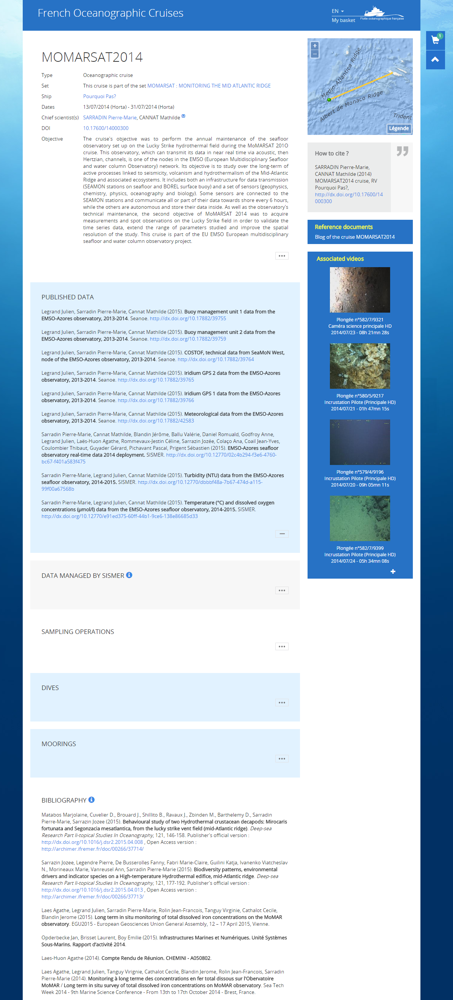 French Oceanographic Cruises
EN
My basket
Flotte océanographique française
1
MOMARSAT2014
Type Oceanographic cruise
Set This cruise is part of the set MOMARSAT : MONITORING THE MID ATLANTIC RIDGE
Ship Pourquoi Pas?
Dates 13/07/2014 (Horta) - 31/07/2014 (Horta)
Chief scientist(s) SARRADIN Pierre-Marie, CANNAT Mathilde
DOI 10.17600/14000300
Objective The cruise's objective was to perform the annual maintenance of the seafloor
observatory set up on the Lucky Strike hydrothermal field during the MoMARSAT 201O
cruise. This observatory, which can transmit its data in near real time via acoustic, then
Hertzian, channels, is one of the nodes in the EMSO (European Multidisciplinary Seafloor
and water column Observatory) network. Its objective is to study over the long-term of
active processes linked to seismicity, volcanism and hydrothermalism of the Mid-Atlantic
Ridge and associated ecosystems. It includes both an infrastructure for data transmission
(SEAMON stations on seafloor and BOREL surface buoy) and a set of sensors (geophysics,
chemistry, physics, oceanography and biology). Some sensors are connected to the
SEAMON stations and communicate all or part of their data towards shore every 6 hours,
while the others are autonomous and store their data inside. As well as the observatory's
technical maintenance, the second objective of MoMARSAT 2014 was to acquire
measurements and spot observations on the Lucky Strike field in order to validate the
time series data, extend the range of parameters studied and improve the spatial
resolution of the study. This cruise is part of the EU EMSO European multidisciplinary
seafloor and water column observatory project.
PUBLISHED DATA
Legrand Julien, Sarradin Pierre-Marie, Cannat Mathilde (2015). Buoy management unit 1 data from the
EMSO-Azores observatory, 2013-2014. Seanoe. http://dx.doi.org/10.17882/39755
Legrand Julien, Sarradin Pierre-Marie, Cannat Mathilde (2015). Buoy management unit 2 data from the
EMSO-Azores observatory, 2013-2014. Seanoe. http://dx.doi.org/10.17882/39759
Legrand Julien, Sarradin Pierre-Marie, Cannat Mathilde (2015). COSTOF, technical data from SeaMoN West,
node of the EMSO-Azores observatory, 2013-2014. Seanoe. http://dx.doi.org/10.17882/39764
Legrand Julien, Sarradin Pierre-Marie, Cannat Mathilde (2015). Iridium GPS 2 data from the EMSO-Azores
observatory, 2013-2014. Seanoe. http://dx.doi.org/10.17882/39765
Legrand Julien, Sarradin Pierre-Marie, Cannat Mathilde (2015). Iridium GPS 1 data from the EMSO-Azores
observatory, 2013-2014. Seanoe. http://dx.doi.org/10.17882/39766
Legrand Julien, Sarradin Pierre-Marie, Cannat Mathilde (2015). Meteorological data from the EMSO-Azores
observatory, 2013-2014. Seanoe. http://dx.doi.org/10.17882/42583
Sarradin Pierre-Marie, Cannat Mathilde, Blandin Jérôme, Ballu Valérie, Daniel Romuald, Godfroy Anne,
Legrand Julien, Laës-Huon Agathe, Rommevaux-Jestin Céline, Sarrazin Jozée, Colaço Ana, Coail Jean-Yves,
Coulombier Thibaut, Guyader Gérard, Pichavant Pascal, Prigent Sébastien (2015). EMSO-Azores seafloor
observatory real-time data 2014 deployment. SISMER. http://dx.doi.org/10.12770/02c4b294-f3e6-4760-
bc67-f401a583f475
Sarradin Pierre-Marie, Legrand Julien, Cannat Mathilde (2015). Turbidity (NTU) data from the EMSO-Azores
seafloor observatory, 2014-2015. SISMER. http://dx.doi.org/10.12770/dbbbf48a-7b67-474d-a115-
99f00a67568b
Sarradin Pierre-Marie, Legrand Julien, Cannat Mathilde (2015). Temperature (°C) and dissolved oxygen
concentrations (µmol/l) data from the EMSO-Azores seafloor observatory, 2014-2015. SISMER.
http://dx.doi.org/10.12770/e91ed375-60ff-44b1-9ce6-138e86685d33
DATA MANAGED BY SISMER
SAMPLING OPERATIONS
DIVES
MOORINGS
BIBLIOGRAPHY
Matabos Marjolaine, Cuvelier D., Brouard J., Shillito B., Ravaux J., Zbinden M., Barthelemy D., Sarradin
Pierre-Marie, Sarrazin Jozee (2015). Behavioural study of two Hydrothermal crustacean decapods: Mirocaris
fortunata and Segonzacia mesatlantica, from the lucky strike vent field (mid-Atlantic ridge). Deep-sea
Research Part Ii-topical Studies In Oceanography, 121, 146-158. Publisher's official version :
http://dx.doi.org/10.1016/j.dsr2.2015.04.008 , Open Access version :
http://archimer.ifremer.fr/doc/00266/37714/
Sarrazin Jozee, Legendre Pierre, De Busserolles Fanny, Fabri Marie-Claire, Guilini Katja, Ivanenko Viatcheslav
N., Morineaux Marie, Vanreusel Ann, Sarradin Pierre-Marie (2015). Biodiversity patterns, environmental
drivers and indicator species on a High-temperature Hydrothermal edifice, mid-Atlantic ridge. Deep-sea
Research Part Ii-topical Studies In Oceanography, 121, 177-192. Publisher's official version :
http://dx.doi.org/10.1016/j.dsr2.2015.04.013 , Open Access version :
http://archimer.ifremer.fr/doc/00266/37713/
Laes Agathe, Legrand Julien, Sarradin Pierre-Marie, Rolin Jean-Francois, Tanguy Virginie, Cathalot Cecile,
Blandin Jerome (2015). Long term in situ monitoring of total dissolved iron concentrations on the MoMAR
observatory. EGU2015 - European Geosciences Union General Assembly, 12 – 17 April 2015, Vienne.
Opderbecke Jan, Brisset Laurent, Boy Emilie (2015). Infrastructures Marines et Numériques. Unité Systèmes
Sous-Marins. Rapport d'activité 2014.
Laes-Huon Agathe (2014). Compte Rendu de Réunion. CHEMINI - A050802.
Laes Agathe, Legrand Julien, Tanguy Virignie, Cathalot Cecile, Blandin Jerome, Rolin Jean-Francois, Sarradin
Pierre-Marie (2014). Monitoring à long terme des concentrations en fer total dissous sur l'Obervatoire
MoMAR / Long term in situ survey of total dissolved iron concentrations on MoMAR observatory. Sea Tech
Week 2014 - 9th Marine Science Conference - From 13th to 17th October 2014 - Brest, France.
+
–
Medio-Atlantica Ridge
Albert de Monaco Ridge
Trident
Légende
How to cite ?
SARRADIN Pierre-Marie,
CANNAT Mathilde (2014)
MOMARSAT2014 cruise, RV
Pourquoi Pas?,
http://dx.doi.org/10.17600/14
000300
Reference documents
Blog of the cruise MOMARSAT2014
Associated videos
Plongée n°582/7/9321
Caméra science principale HD
2014/07/23 - 08h 21mn 28s
Plongée n°580/5/9217
Incrustation Pilote (Principale HD)
2014/07/21 - 01h 47mn 15s
Plongée n°579/4/9196
Incrustation Pilote (Principale HD)
2014/07/20 - 09h 05mn 11s
Plongée n°582/7/9399
Incrustation Pilote (Principale HD)
2014/07/24 - 05h 34mn 08s